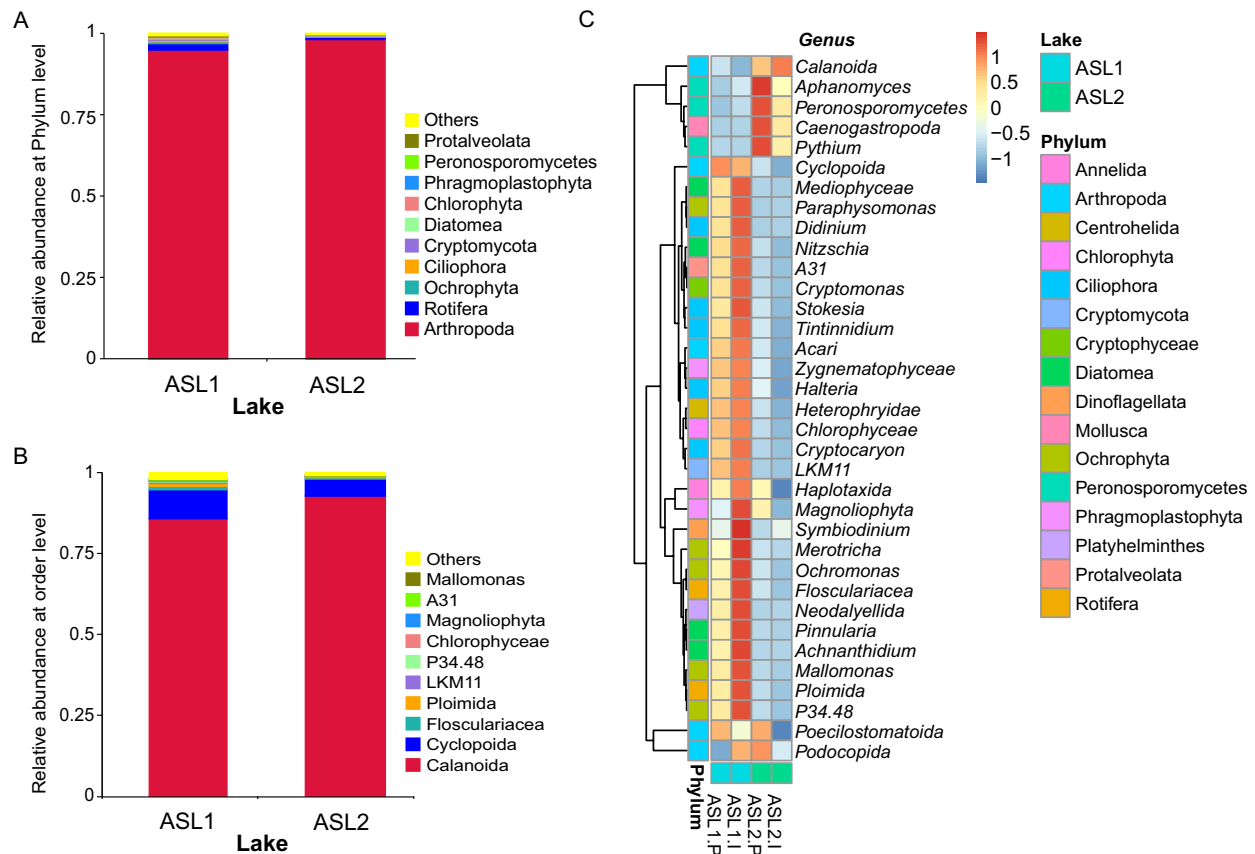 A
Relative abundance at Phylum level
1
0.75
0.5
0.25
0
ASL1
ASL2
Lake
Others
Protalveolata
Peronosporomycetes
Phragmoplastophyta
Chlorophyta
Diatomea
Cryptomycota
Ciliophora
Ochrophyta
Rotifera
Arthropoda
B
Relative abundance at order level
1
0.75
0.5
0.25
0
ASL1
ASL2
Lake
Others
Mallomonas
A31
Magnoliophyta
Chlorophyceae
P34.48
LKM11
Ploimida
Flosculariacea
Cyclopoida
Calanoida
C
Genus
Calanoida
Aphanomyces
Peronosporomycetes
Caenogastropoda
Pythium
Cyclopoida
Mediophyceae
Paraphysomonas
Didinium
Nitzschia
A31
Cryptomonas
Stokesia
Tintinnidium
Acari
Zygnematophyceae
Halteria
Heterophryidae
Chlorophyceae
Cryptocaryon
LKM11
Haplotaxida
Magnoliophyta
Symbiodinium
Merotricha
Ochromonas
Flosculariacea
Neodalyellida
Pinnularia
Achnanthidium
Mallomonas
Ploimida
P34.48
Poecilostomatoida
Podocopida
Phylum
ASL1.P
ASL1.I
ASL2.P
ASL2.I
1
0.5
0
−0.5
−1
Lake
ASL1
ASL2
Phylum
Annelida
Arthropoda
Centrohelida
Chlorophyta
Ciliophora
Cryptomycota
Cryptophyceae
Diatomea
Dinoflagellata
Mollusca
Ochrophyta
Peronosporomycetes
Phragmoplastophyta
Platyhelminthes
Protalveolata
Rotifera